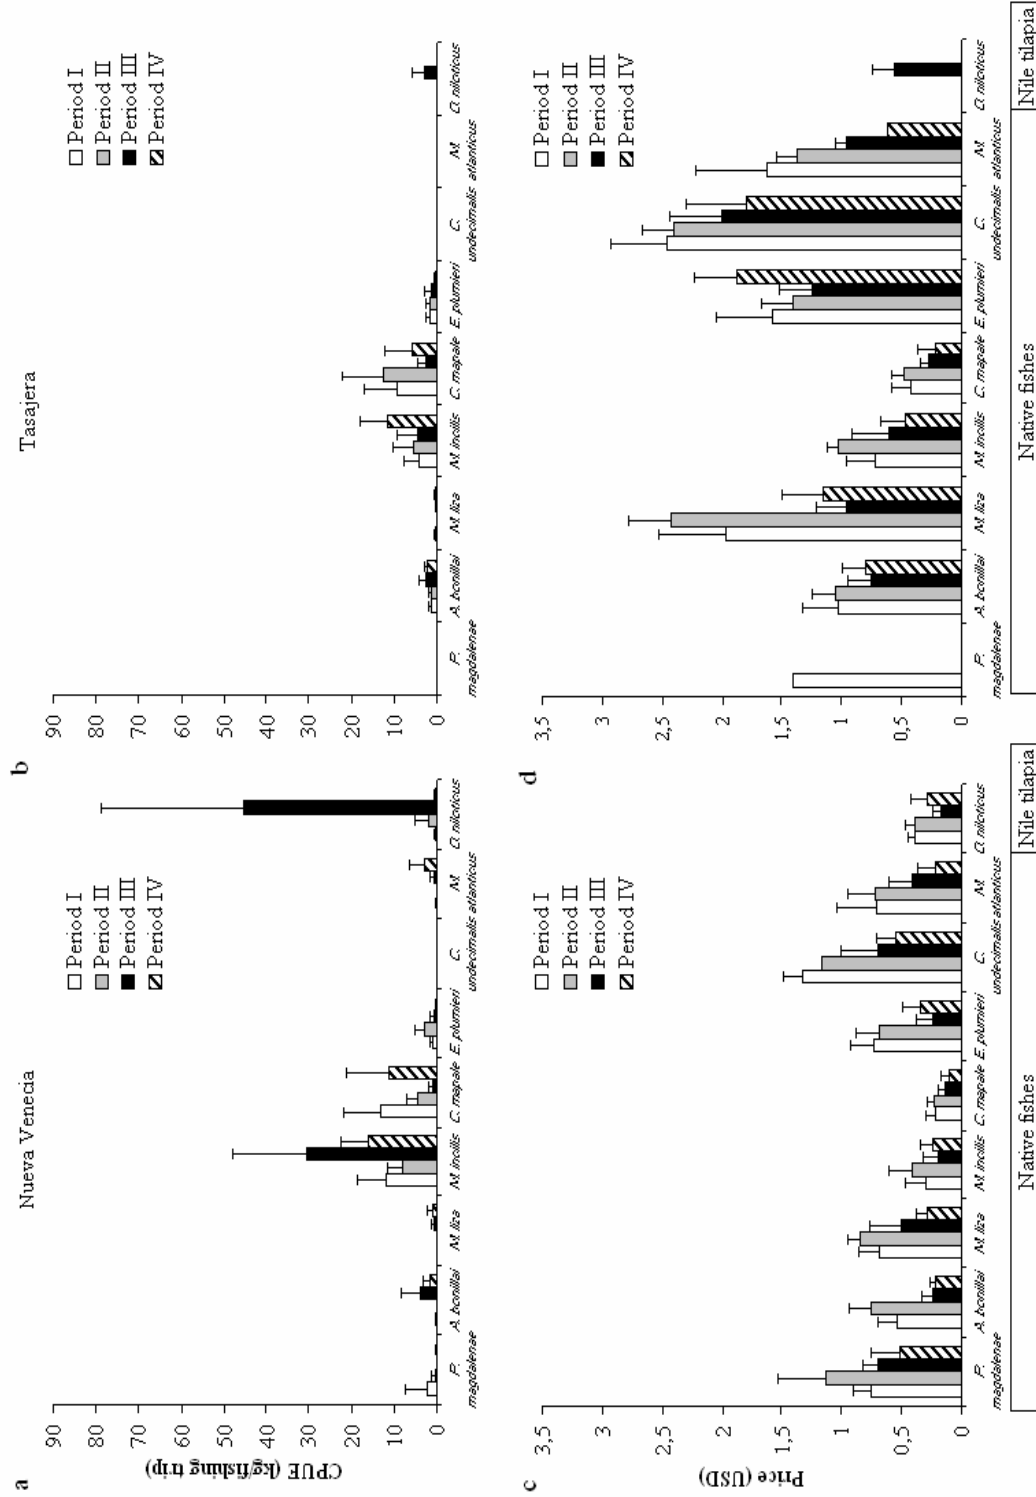 a
Nueva Venecia
CPUE (kg/fishing trip)
90
80
70
60
50
40
30
20
10
0
Period I
Period II
Period III
Period IV
P. magdalenae
A. bonillai
M. liza
M. incilis
C. mapale
E. plumieri
C. undecimalis
M. atlanticus
O. niloticus
b
Tasajera
90
80
70
60
50
40
30
20
10
0
Period I
Period II
Period III
Period IV
P. magdalenae
A. bonillai
M. liza
M. incilis
C. mapale
E. plumieri
C. undecimalis
M. atlanticus
O. niloticus
c
Price (USD)
3,5
3
2,5
2
1,5
1
0,5
0
Period I
Period II
Period III
Period IV
P. magdalenae
A. bonillai
M. liza
M. incilis
C. mapale
E. plumieri
C. undecimalis
M. atlanticus
O. niloticus
Native fishes
Nile tilapia
d
3,5
3
2,5
2
1,5
1
0,5
0
Period I
Period II
Period III
Period IV
P. magdalenae
A. bonillai
M. liza
M. incilis
C. mapale
E. plumieri
C. undecimalis
M. atlanticus
O. niloticus
Native fishes
Nile tilapia